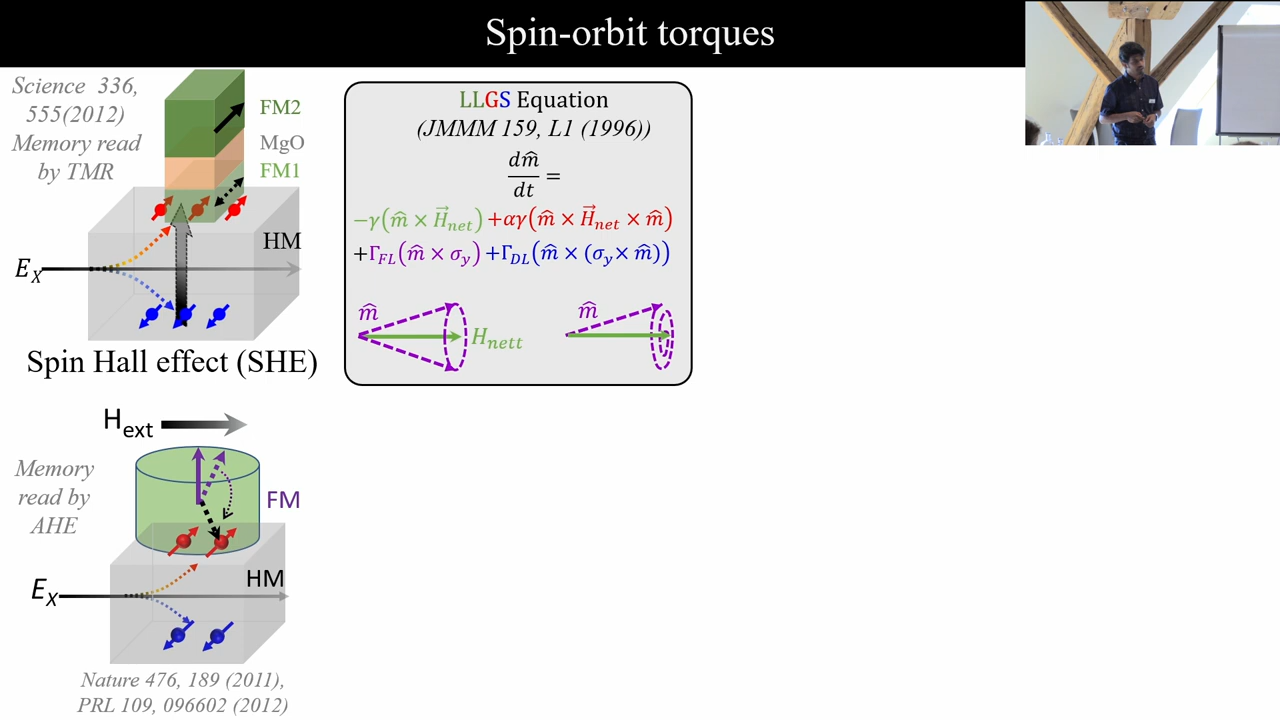 Spin-orbit torques
Science 336,
555(2012)
Memory read
by TMR
FM2
MgO
FM1
HM
E_X
Spin Hall effect (SHE)
LLGS Equation
(JMMM 159, L1 (1996))
dm̂/dt =
−γ(m̂ × H⃗_net) +αγ(m̂ × H⃗_net × m̂)
+Γ_FL(m̂ × σ_y) +Γ_DL(m̂ × (σ_y × m̂))
m̂
H_nett
m̂
H_ext
Memory
read by
AHE
FM
HM
E_X
Nature 476, 189 (2011),
PRL 109, 096602 (2012)